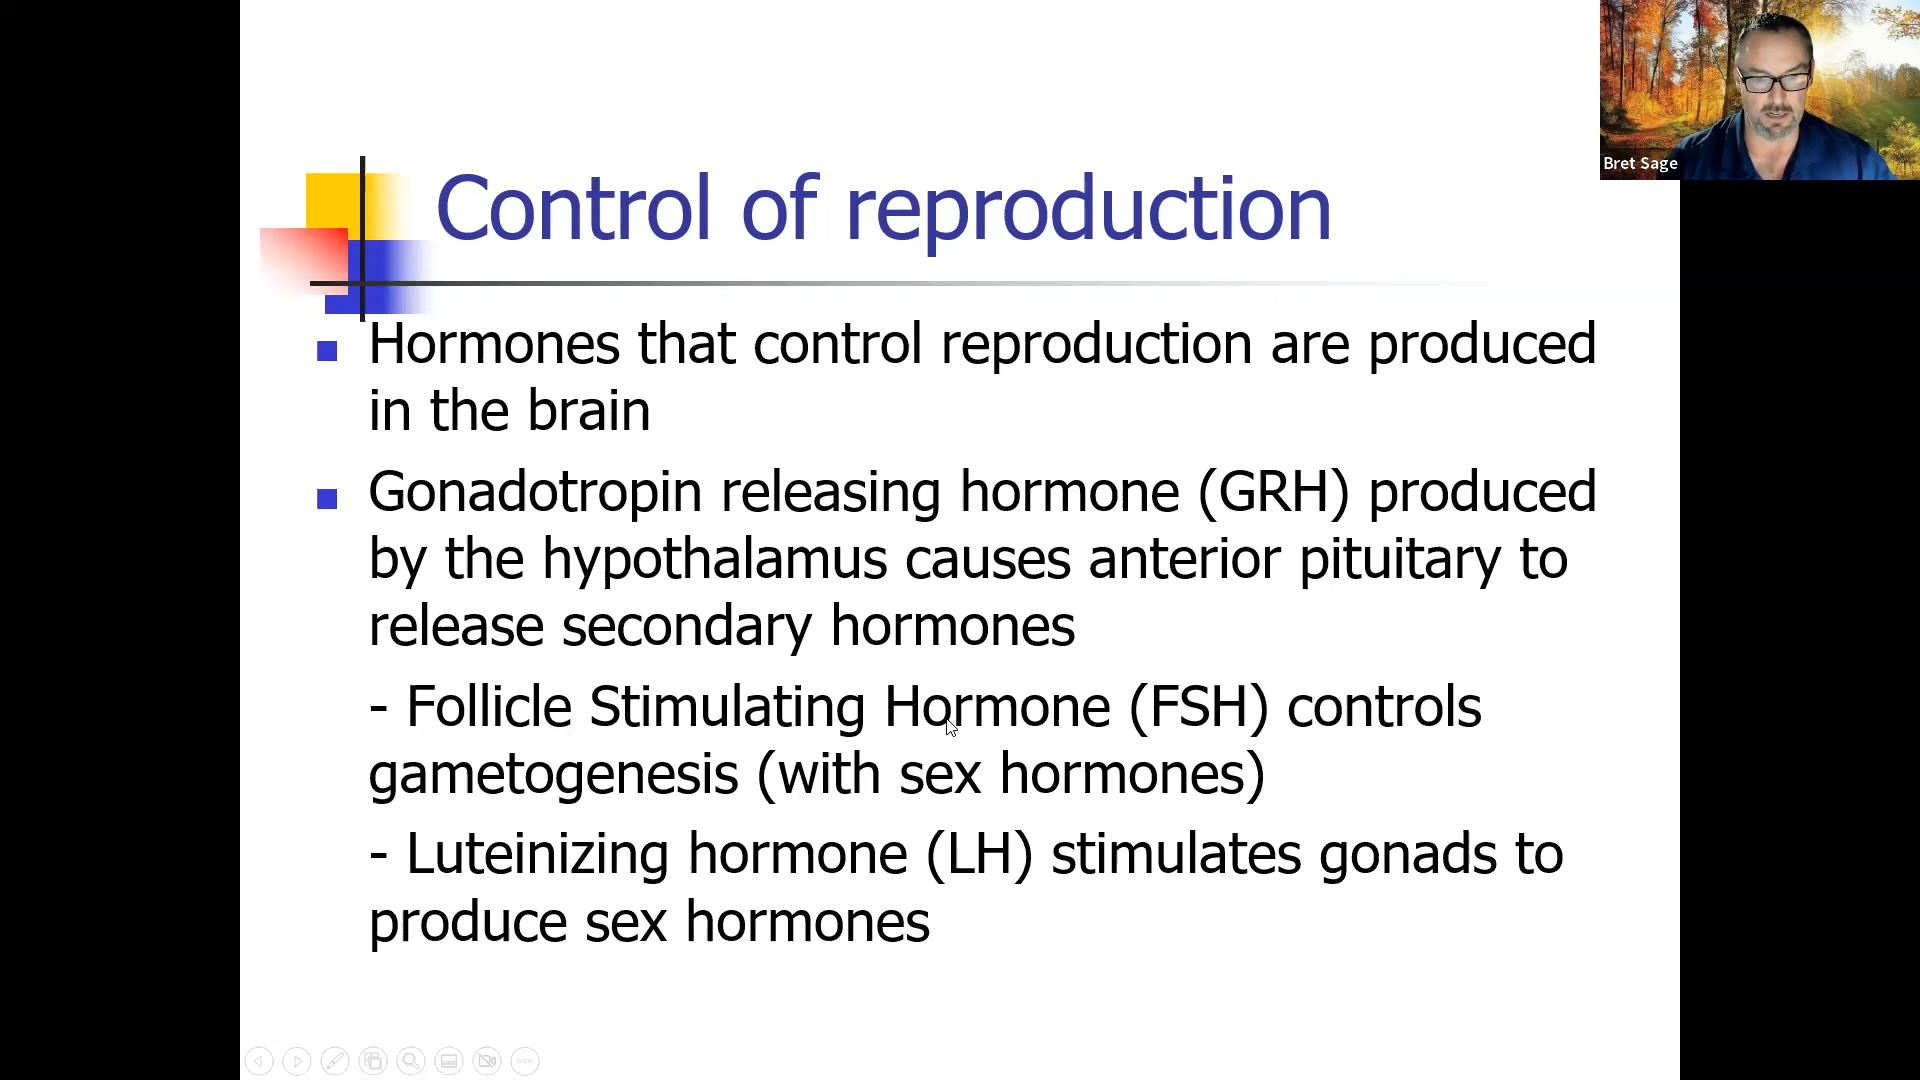 Control of reproduction
Bret Sage
Hormones that control reproduction are produced
in the brain
Gonadotropin releasing hormone (GRH) produced
by the hypothalamus causes anterior pituitary to
release secondary hormones
- Follicle Stimulating Hormone (FSH) controls
gametogenesis (with sex hormones)
- Luteinizing hormone (LH) stimulates gonads to
produce sex hormones